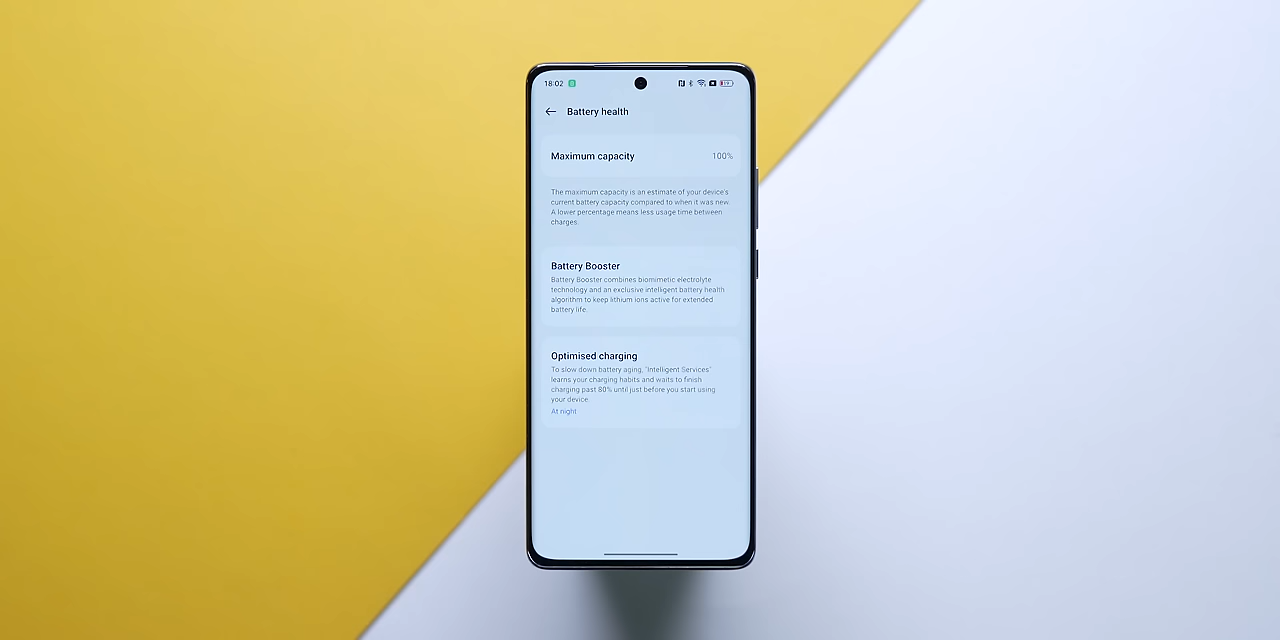 18:02
Battery health
Maximum capacity 100%
The maximum capacity is an estimate of your device's
current battery capacity compared to when it was new.
A lower percentage means less usage time between
charges.
Battery Booster
Battery Booster combines biomimetic electrolyte
technology and an exclusive intelligent battery health
algorithm to keep lithium ions active for extended
battery life.
Optimised charging
To slow down battery aging, "Intelligent Services"
learns your charging habits and waits to finish
charging past 80% until just before you start using
your device.
At night